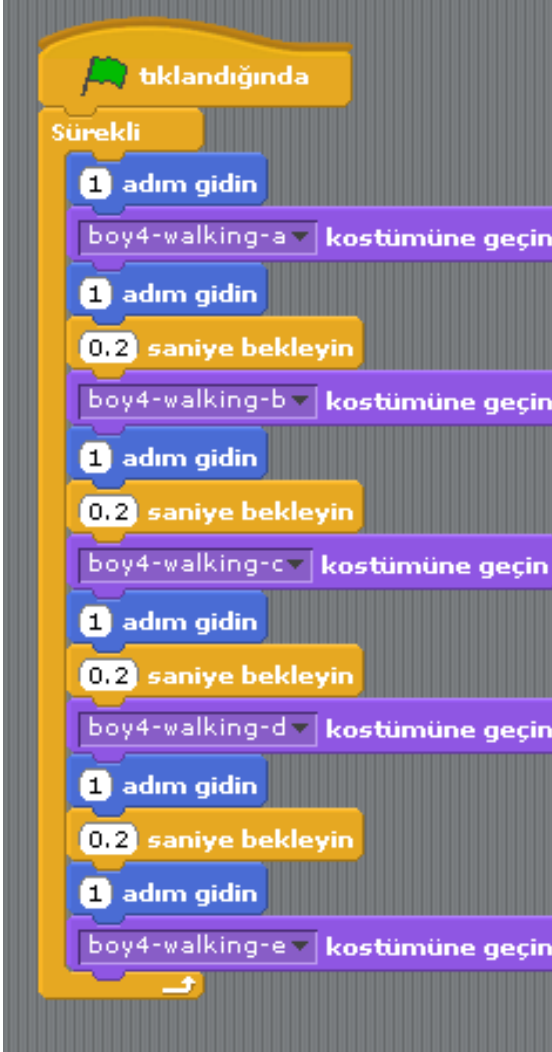 tıklandığında
Sürekli
1 adım gidin
boy4-walking-a kostümüne geçin
1 adım gidin
0.2 saniye bekleyin
boy4-walking-b kostümüne geçin
1 adım gidin
0.2 saniye bekleyin
boy4-walking-c kostümüne geçin
1 adım gidin
0.2 saniye bekleyin
boy4-walking-d kostümüne geçin
1 adım gidin
0.2 saniye bekleyin
1 adım gidin
boy4-walking-e kostümüne geçin